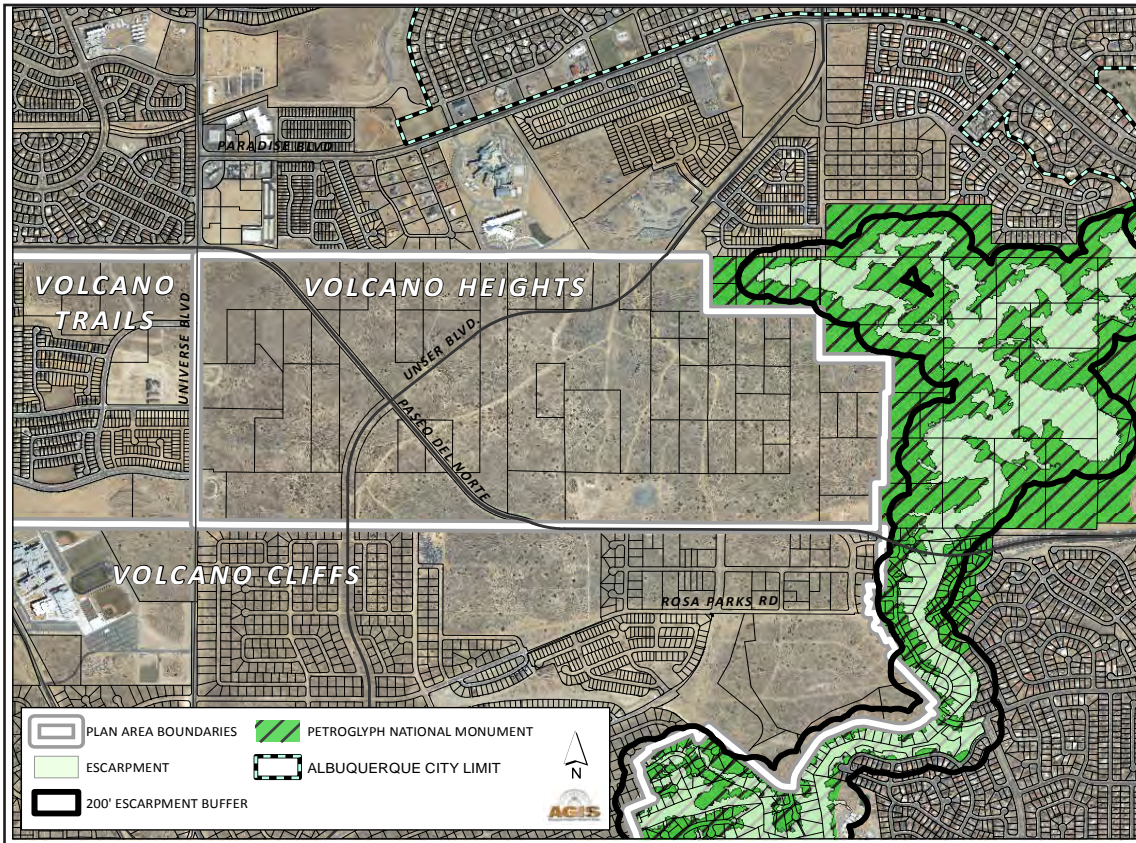 PARADISE BLVD
VOLCANO
TRAILS
UNIVERSE BLVD
VOLCANO HEIGHTS
UNSER BLVD.
PASEO DEL NORTE
VOLCANO CLIFFS
ROSA PARKS RD
PLAN AREA BOUNDARIES
PETROGLYPH NATIONAL MONUMENT
ESCARPMENT
ALBUQUERQUE CITY LIMIT
200' ESCARPMENT BUFFER
N
AGIS